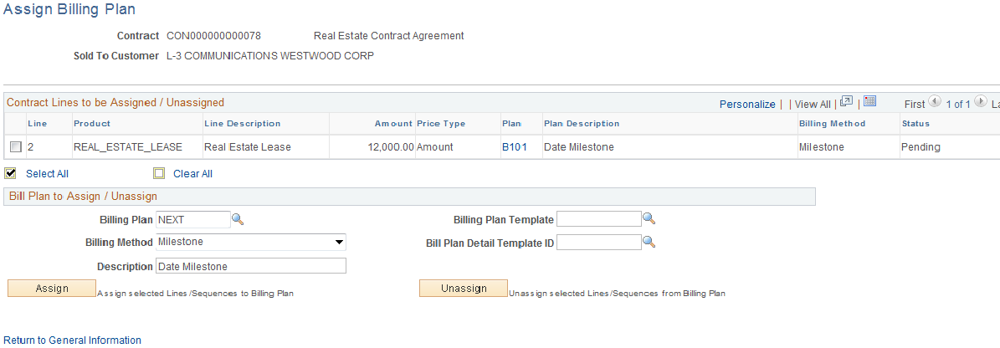 Assign Billing Plan
Contract CON000000000078 Real Estate Contract Agreement
Sold To Customer L-3 COMMUNICATIONS WESTWOOD CORP
Contract Lines to be Assigned / Unassigned Personalize | | View All | | First 1 of 1 La
Line Product Line Description Amount Price Type Plan Plan Description Billing Method Status
2 REAL_ESTATE_LEASE Real Estate Lease 12,000.00 Amount B101 Date Milestone Milestone Pending
Select All Clear All
Bill Plan to Assign / Unassign
Billing Plan NEXT Billing Plan Template
Billing Method Milestone Bill Plan Detail Template ID
Description Date Milestone
Assign Assign selected Lines/Sequences to Billing Plan Unassign Unassign selected Lines/Sequences from Billing Plan
Return to General Information